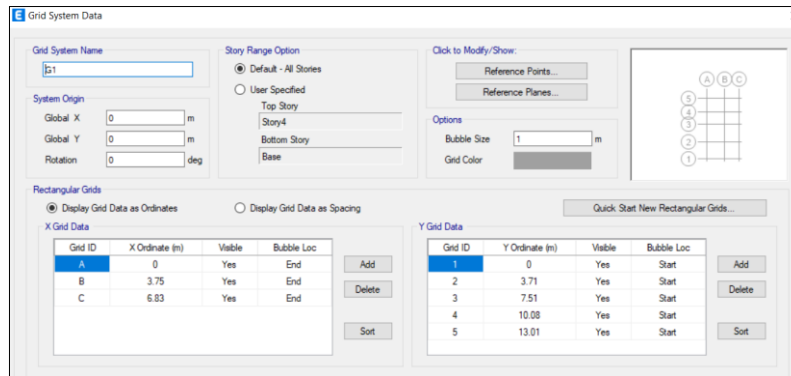 E Grid System Data
Grid System Name
G1
System Origin
Global X 0 m
Global Y 0 m
Rotation 0 deg
Story Range Option
Default - All Stories
User Specified
Top Story
Story4
Bottom Story
Base
Click to Modify/Show:
Reference Points...
Reference Planes...
Options
Bubble Size 1 m
Grid Color
A B C
5
4
3
2
1
Rectangular Grids
Display Grid Data as Ordinates Display Grid Data as Spacing Quick Start New Rectangular Grids...
X Grid Data
Grid ID X Ordinate (m) Visible Bubble Loc
A 0 Yes End
B 3.75 Yes End
C 6.83 Yes End
Add
Delete
Sort
Y Grid Data
Grid ID Y Ordinate (m) Visible Bubble Loc
1 0 Yes Start
2 3.71 Yes Start
3 7.51 Yes Start
4 10.08 Yes Start
5 13.01 Yes Start
Add
Delete
Sort